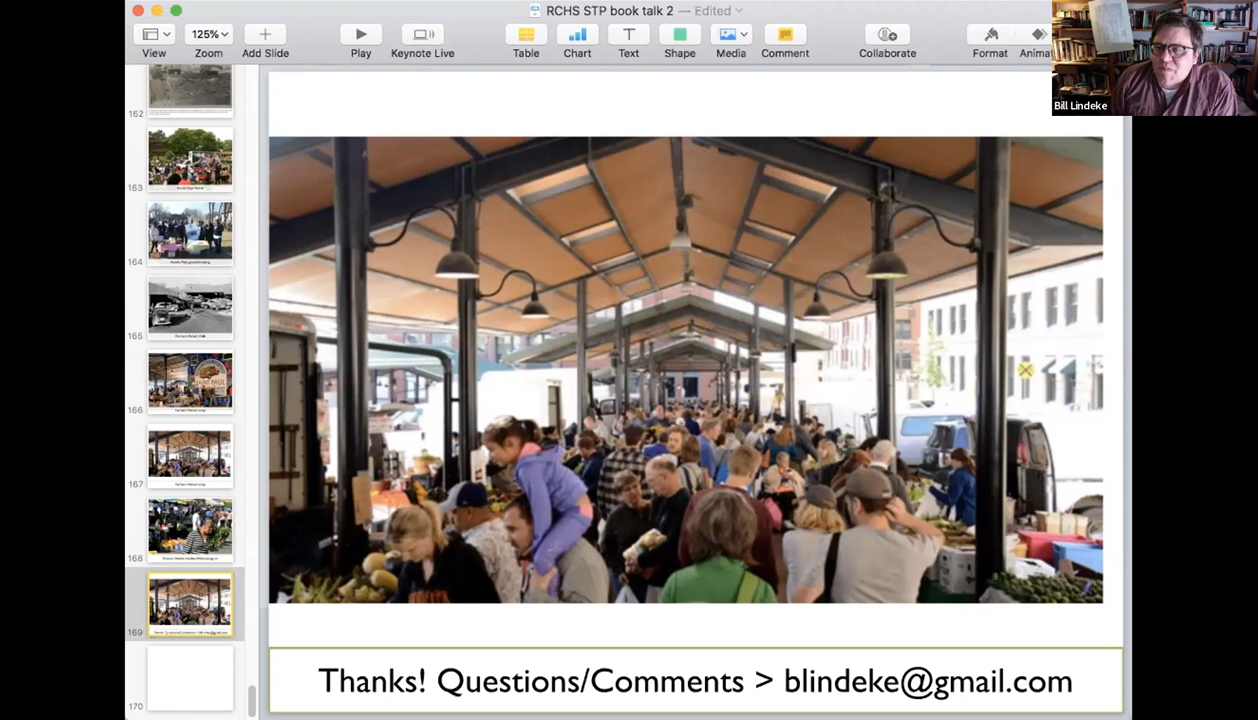 RCHS STP book talk 2 — Edited
125%
View
Zoom
Add Slide
Play
Keynote Live
Table
Chart
Text
Shape
Media
Comment
Collaborate
Format
Bill Lindeke
162
163
164
165
166
167
168
169
170
Thanks! Questions/Comments > blindeke@gmail.com